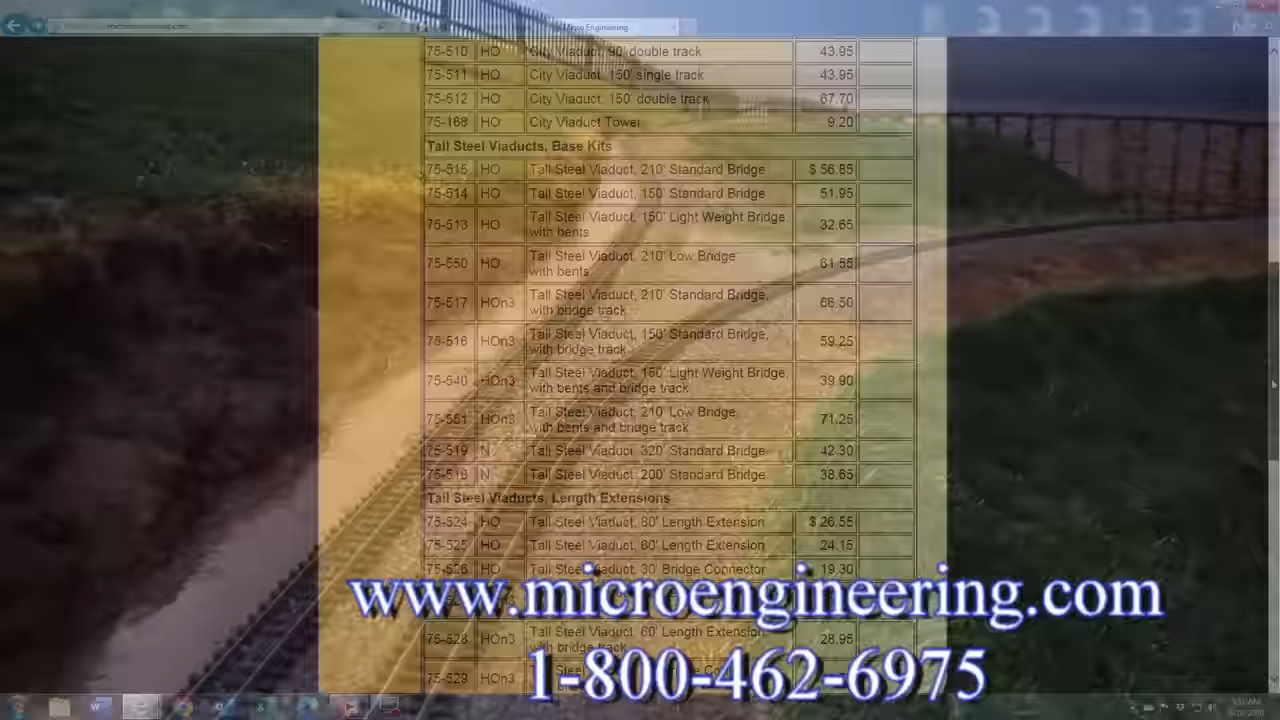 Engineering
75-510 HO City Viaduct, 90' double track 43.95
75-511 HO City Viaduct, 150' single track 43.95
75-512 HO City Viaduct, 150' double track 67.70
75-168 HO City Viaduct Tower 9.20
Tall Steel Viaducts, Base Kits
75-515 HO Tall Steel Viaduct, 210' Standard Bridge $ 56.85
75-514 HO Tall Steel Viaduct, 150' Standard Bridge 51.95
75-513 HO Tall Steel Viaduct, 150' Light Weight Bridge, 32.65
with bents
75-550 HO Tall Steel Viaduct, 210' Low Bridge 61.55
with bents
75-517 HOn3 Tall Steel Viaduct, 210' Standard Bridge, 66.50
with bridge track
75-516 HOn3 Tall Steel Viaduct, 150' Standard Bridge, 59.25
with bridge track
75-540 HOn3 Tall Steel Viaduct, 150' Light Weight Bridge, 39.90
with bents and bridge track
75-551 HOn3 Tall Steel Viaduct, 210' Low Bridge 71.25
with bents and bridge track
75-519 N Tall Steel Viaduct, 320' Standard Bridge 42.30
75-518 N Tall Steel Viaduct, 200' Standard Bridge 38.65
Tall Steel Viaducts, Length Extensions
75-524 HO Tall Steel Viaduct, 80' Length Extension $ 26.55
75-525 HO Tall Steel Viaduct, 60' Length Extension 24.15
75-526 HO Tall Steel Viaduct, 30' Bridge Connector 19.30
www.microengineering.com
75-528 HOn3 Tall Steel Viaduct, 60' Length Extension 28.95
with bridge track
75-529 HOn3
1-800-462-6975